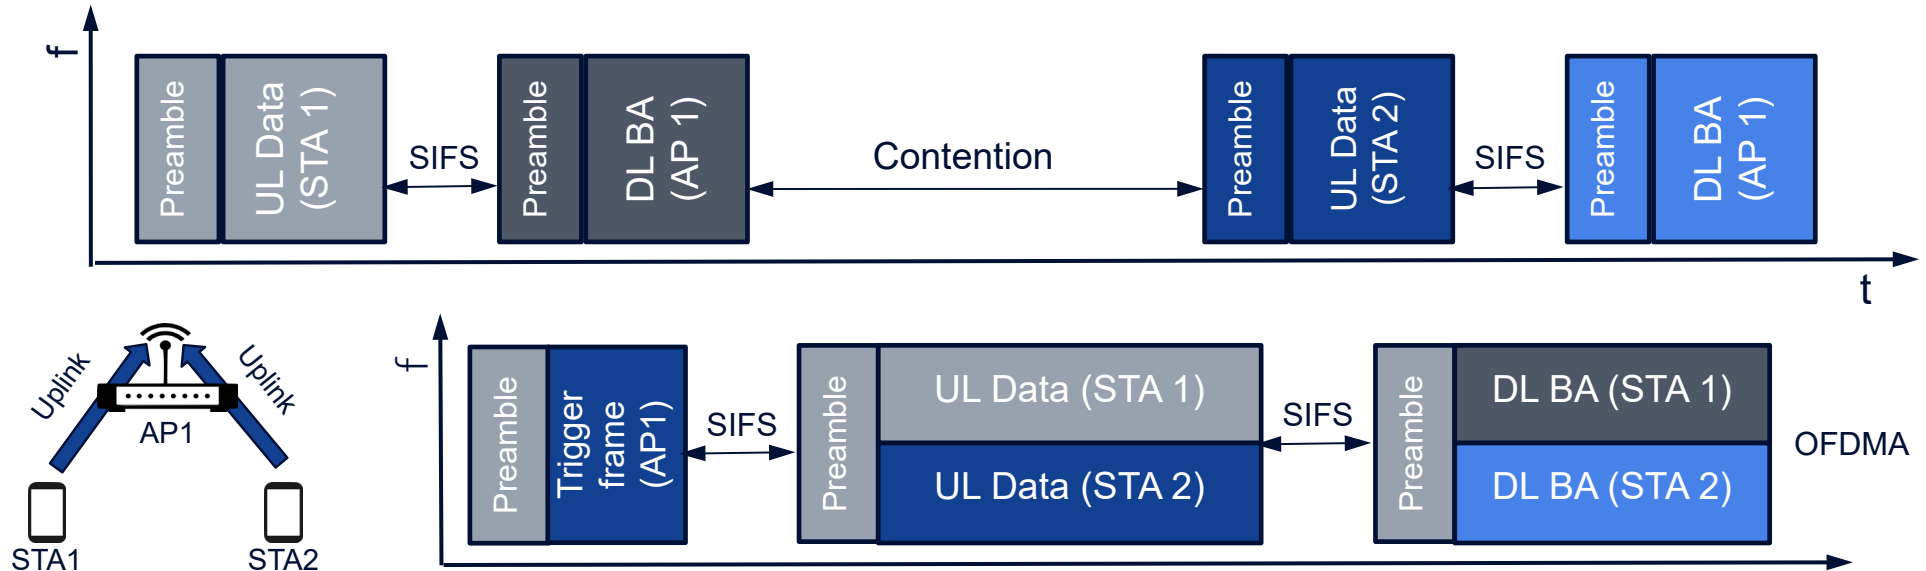 f
Preamble
UL Data
(STA 1)
SIFS
Preamble
DL BA
(AP 1)
Contention
Preamble
UL Data
(STA 2)
SIFS
Preamble
DL BA
(AP 1)
t
Uplink
Uplink
AP1
STA1
STA2
f
Preamble
Trigger
frame
(AP1)
SIFS
Preamble
UL Data (STA 1)
UL Data (STA 2)
SIFS
Preamble
DL BA (STA 1)
DL BA (STA 2)
OFDMA